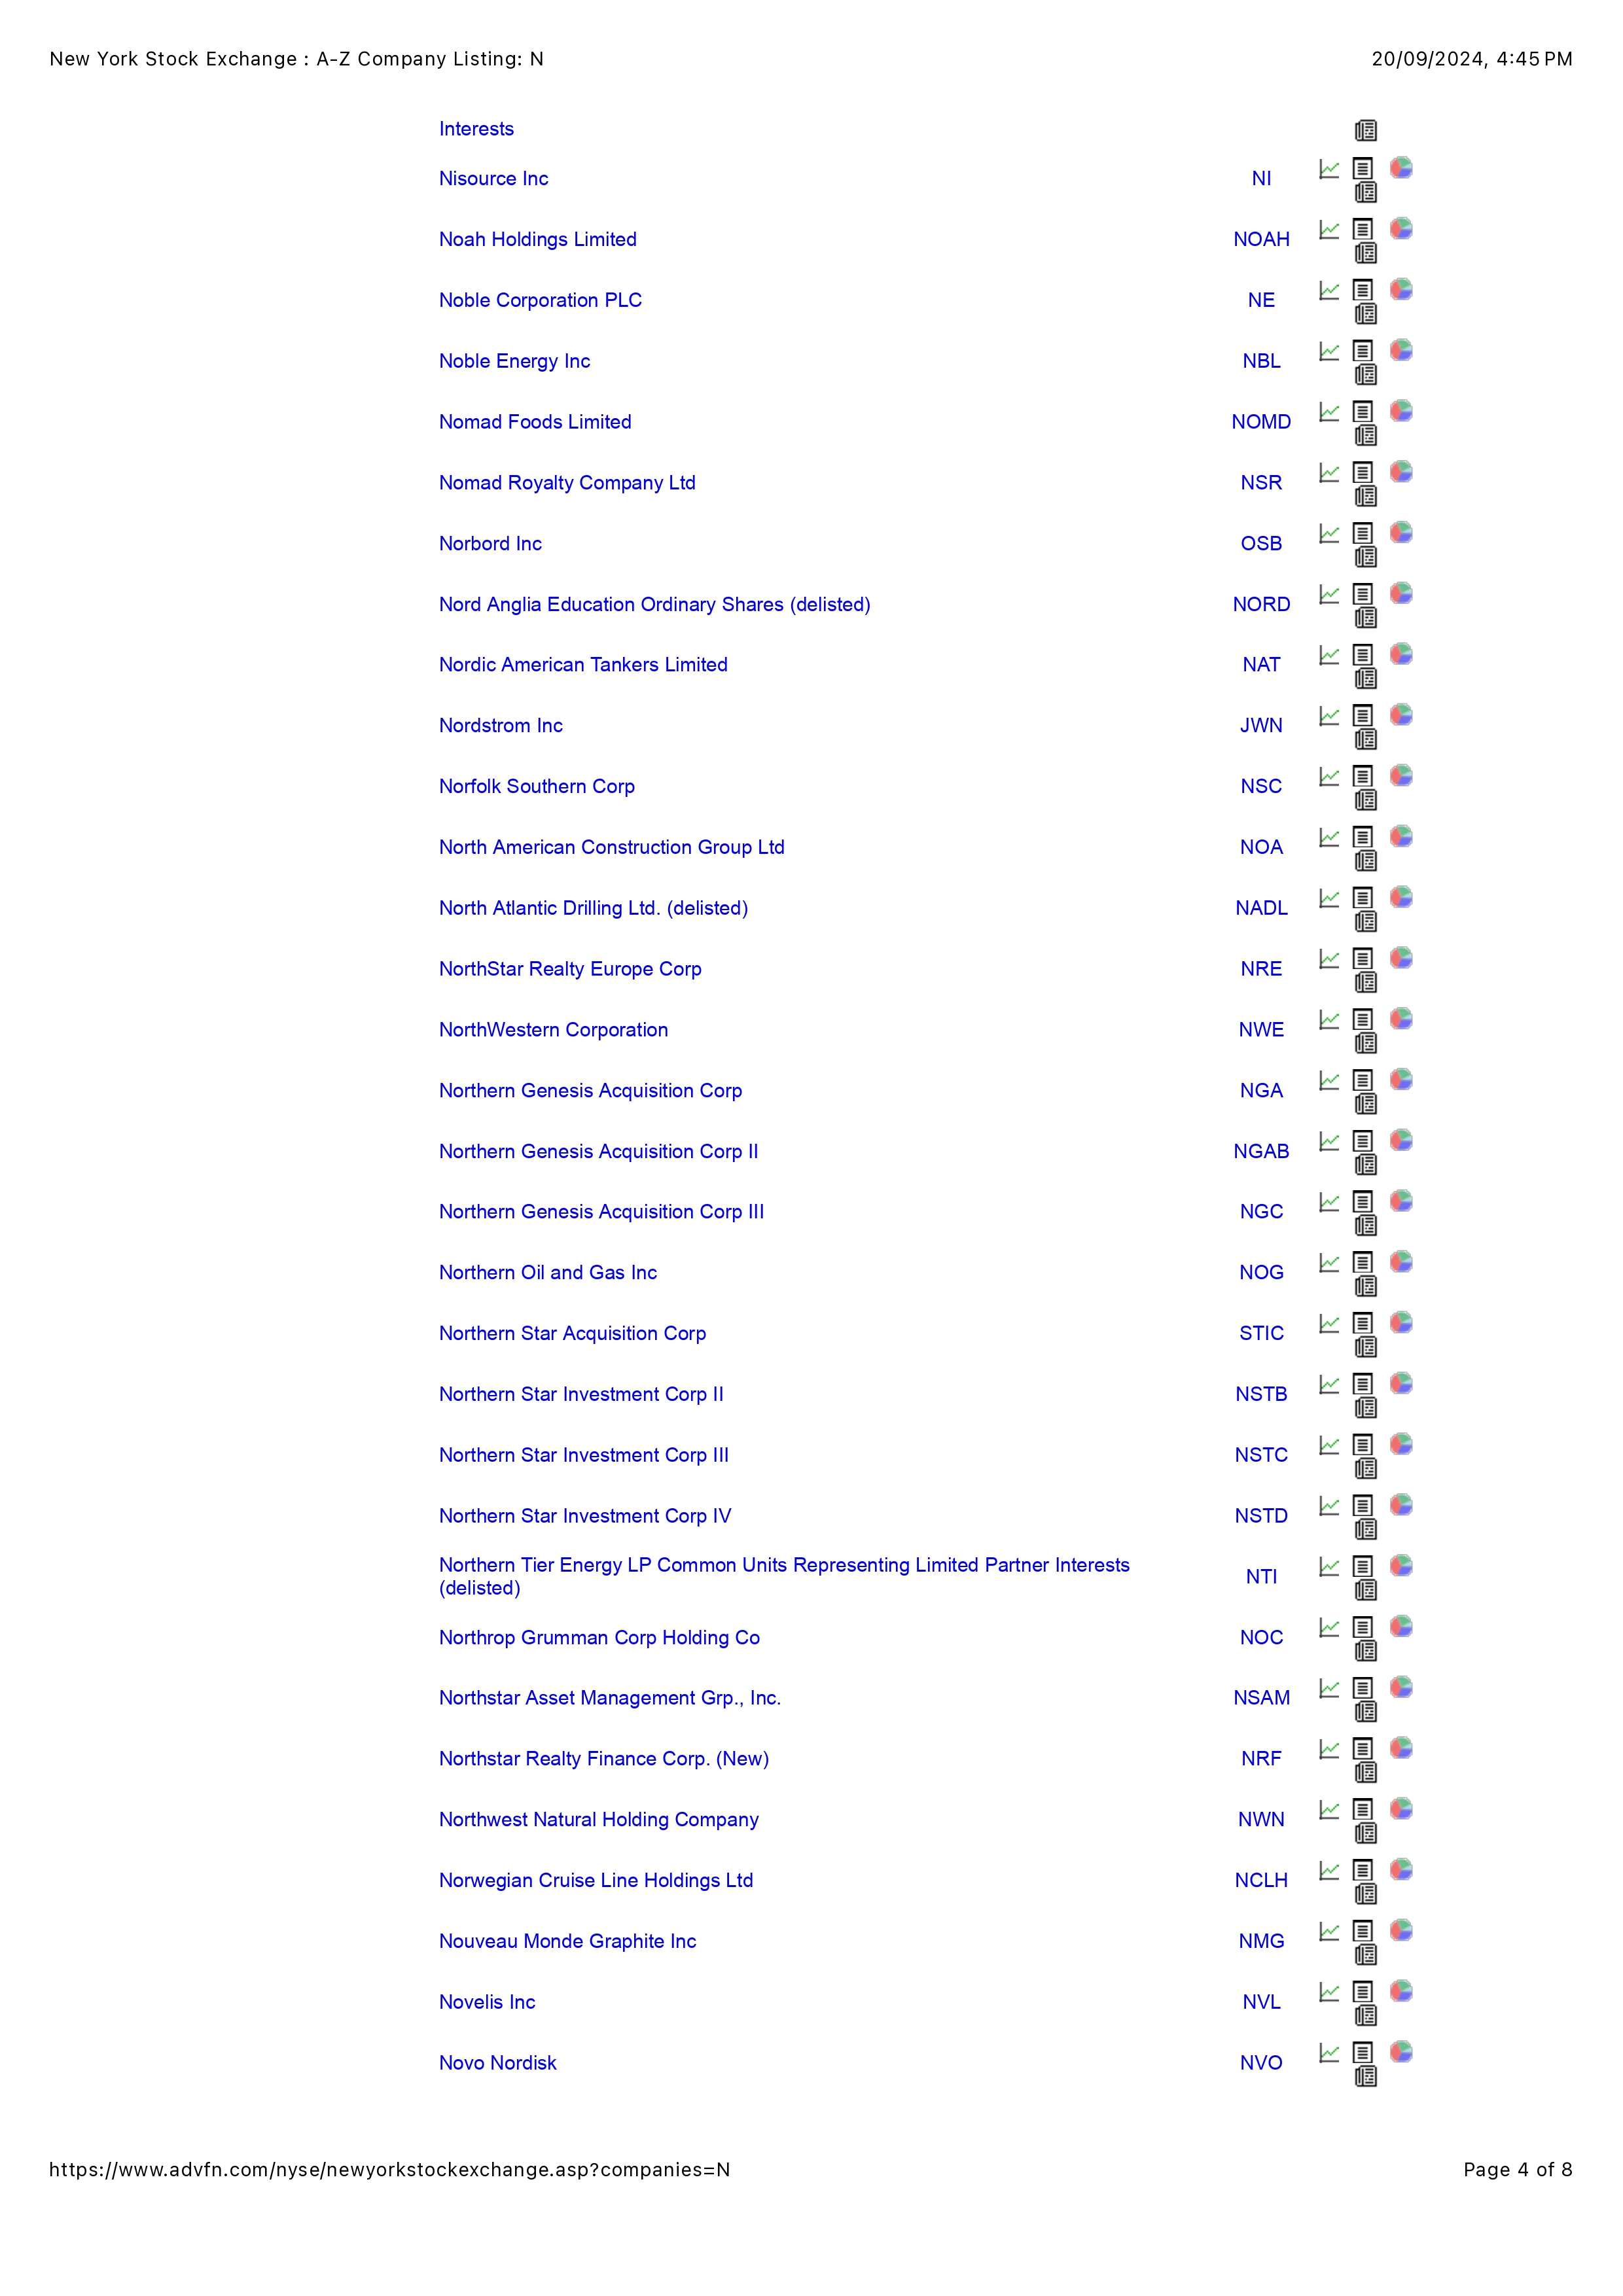 New York Stock Exchange : A-Z Company Listing: N 20/09/2024, 4:45 PM
Interests
Nisource Inc NI
Noah Holdings Limited NOAH
Noble Corporation PLC NE
Noble Energy Inc NBL
Nomad Foods Limited NOMD
Nomad Royalty Company Ltd NSR
Norbord Inc OSB
Nord Anglia Education Ordinary Shares (delisted) NORD
Nordic American Tankers Limited NAT
Nordstrom Inc JWN
Norfolk Southern Corp NSC
North American Construction Group Ltd NOA
North Atlantic Drilling Ltd. (delisted) NADL
NorthStar Realty Europe Corp NRE
NorthWestern Corporation NWE
Northern Genesis Acquisition Corp NGA
Northern Genesis Acquisition Corp II NGAB
Northern Genesis Acquisition Corp III NGC
Northern Oil and Gas Inc NOG
Northern Star Acquisition Corp STIC
Northern Star Investment Corp II NSTB
Northern Star Investment Corp III NSTC
Northern Star Investment Corp IV NSTD
Northern Tier Energy LP Common Units Representing Limited Partner Interests
(delisted) NTI
Northrop Grumman Corp Holding Co NOC
Northstar Asset Management Grp., Inc. NSAM
Northstar Realty Finance Corp. (New) NRF
Northwest Natural Holding Company NWN
Norwegian Cruise Line Holdings Ltd NCLH
Nouveau Monde Graphite Inc NMG
Novelis Inc NVL
Novo Nordisk NVO
https://www.advfn.com/nyse/newyorkstockexchange.asp?companies=N Page 4 of 8